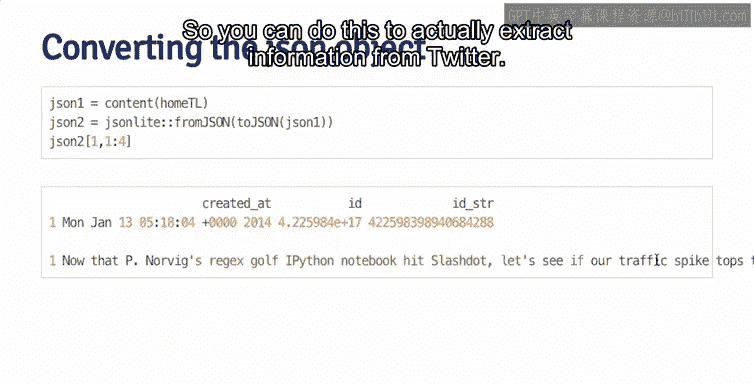 So you can do this to actually extract
information from Twitter.
Converting the json object
json1 = content(homeTL)
json2 = jsonlite::fromJSON(toJSON(json1))
json2[1,1:4]
created_at id id_str
1 Mon Jan 13 05:18:04 +0000 2014 4.225984e+17 422598398940684288
1 Now that P. Norvig's regex golf IPython notebook hit Slashdot, let's see if our traffic spike tops t